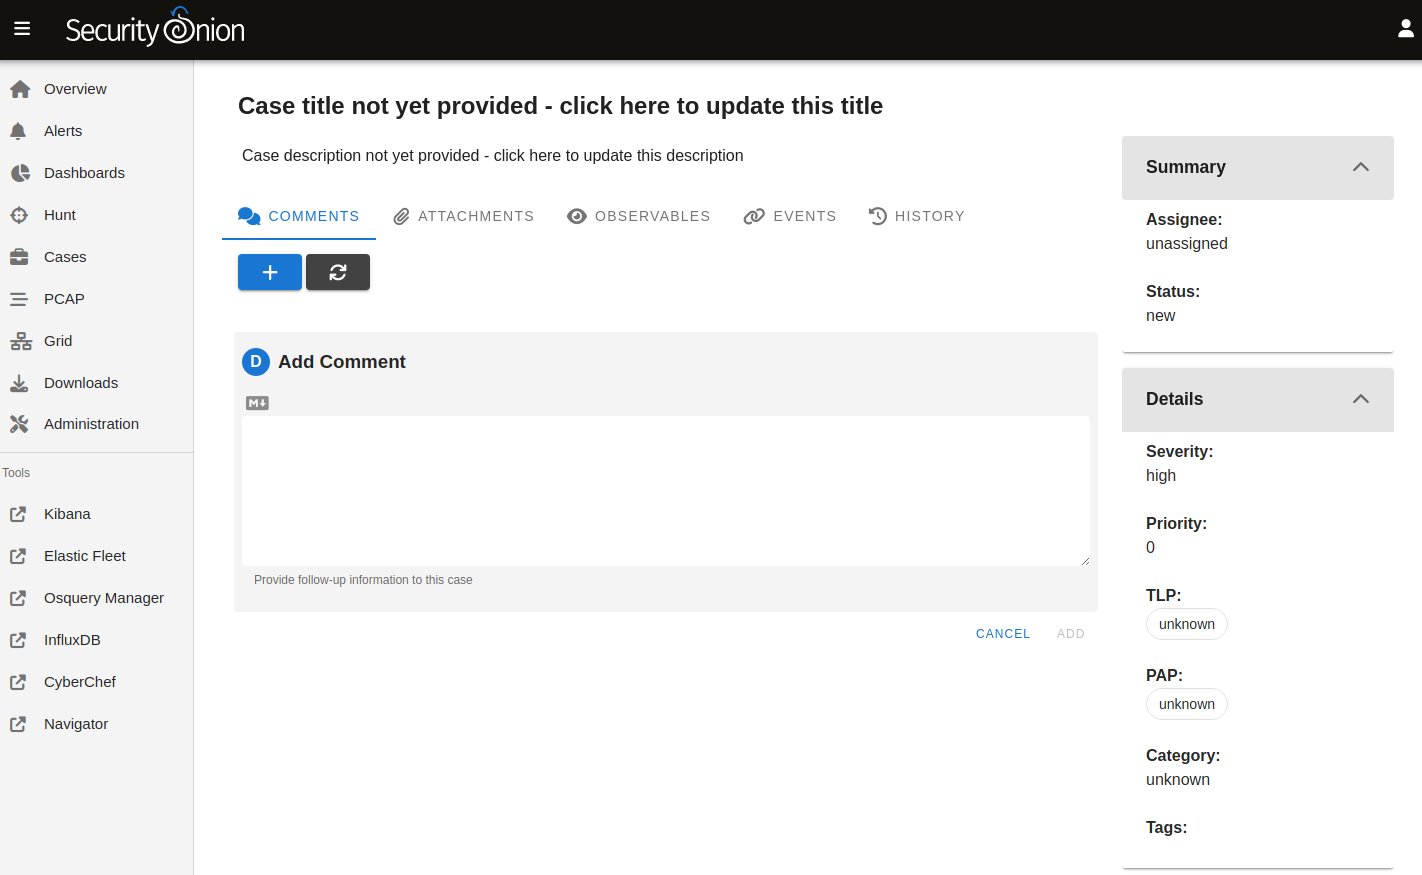 Security Onion
Overview
Alerts
Dashboards
Hunt
Cases
PCAP
Grid
Downloads
Administration
Tools
Kibana
Elastic Fleet
Osquery Manager
InfluxDB
CyberChef
Navigator
Case title not yet provided - click here to update this title
Case description not yet provided - click here to update this description
COMMENTS ATTACHMENTS OBSERVABLES EVENTS HISTORY
D Add Comment
M
Provide follow-up information to this case
CANCEL ADD
Summary
Assignee:
unassigned
Status:
new
Details
Severity:
high
Priority:
0
TLP:
unknown
PAP:
unknown
Category:
unknown
Tags: